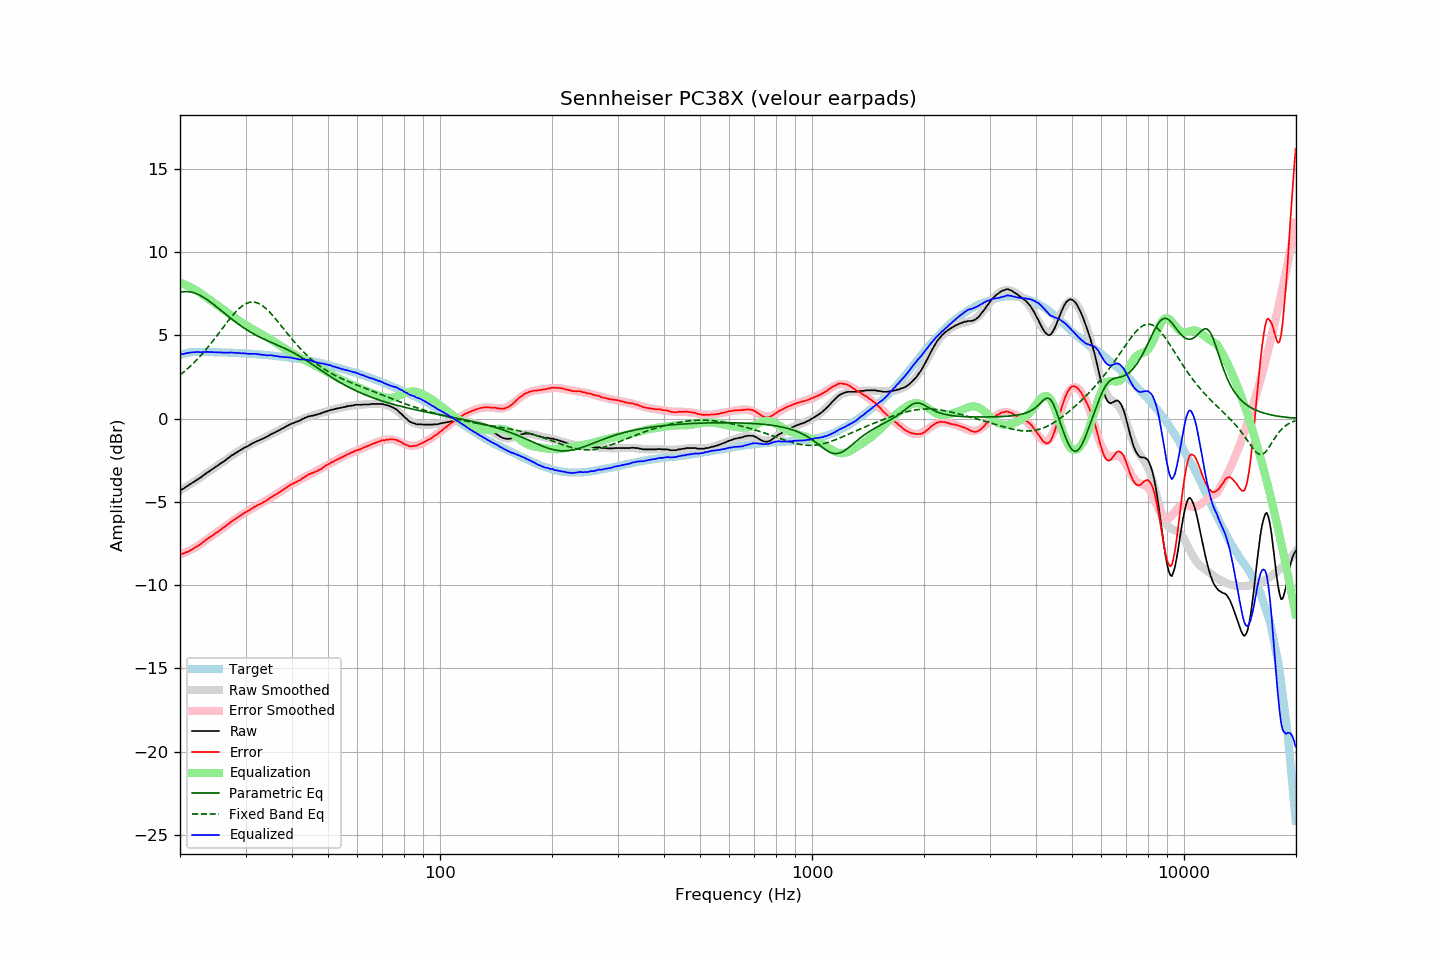 Sennheiser PC38X (velour earpads)
15
10
5
0
−5
−10
−15
−20
−25
Amplitude (dBr)
Target
Raw Smoothed
Error Smoothed
Raw
Error
Equalization
Parametric Eq
Fixed Band Eq
Equalized
100
1000
10000
Frequency (Hz)